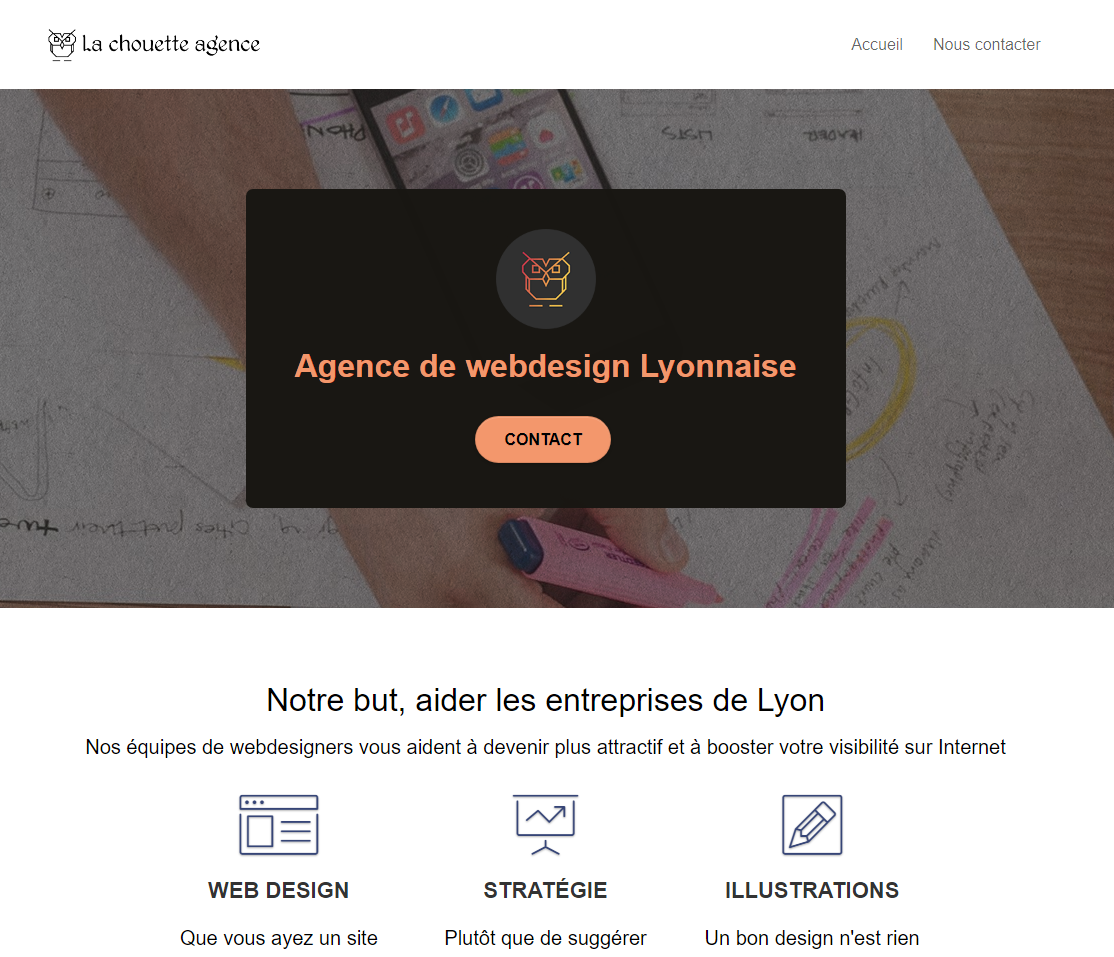 La chouette agence
Accueil
Nous contacter
LISTS
HEADER
Agence de webdesign Lyonnaise
CONTACT
Notre but, aider les entreprises de Lyon
Nos équipes de webdesigners vous aident à devenir plus attractif et à booster votre visibilité sur Internet
WEB DESIGN
STRATÉGIE
ILLUSTRATIONS
Que vous ayez un site
Plutôt que de suggérer
Un bon design n'est rien